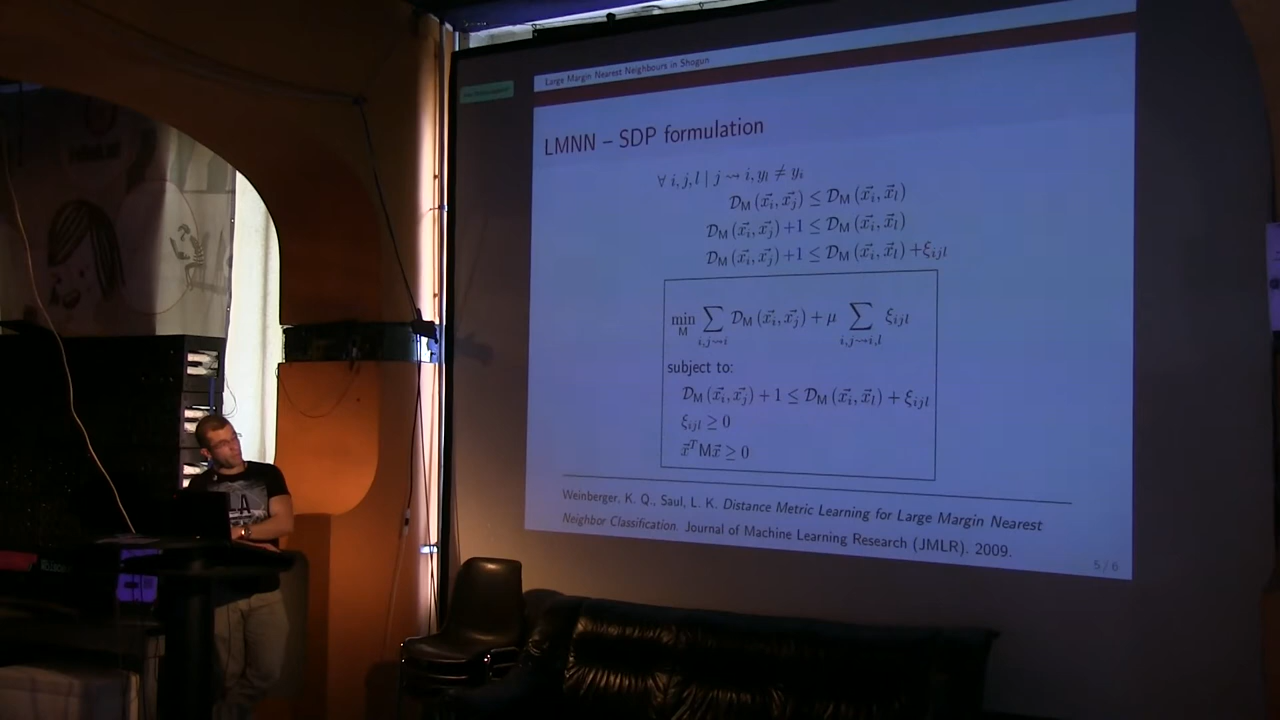 Large Margin Nearest Neighbours in Shogun
LMNN – SDP formulation
∀ i, j, l | j ⇝ i, y_l ≠ y_i
D_M (x⃗_i, x⃗_j) ≤ D_M (x⃗_i, x⃗_l)
D_M (x⃗_i, x⃗_j) +1 ≤ D_M (x⃗_i, x⃗_l)
D_M (x⃗_i, x⃗_j) +1 ≤ D_M (x⃗_i, x⃗_l) +ξ_ijl
min_M ∑_{i,j⇝i} D_M (x⃗_i, x⃗_j) + μ ∑_{i,j⇝i,l} ξ_ijl
subject to:
D_M (x⃗_i, x⃗_j) + 1 ≤ D_M (x⃗_i, x⃗_l) + ξ_ijl
ξ_ijl ≥ 0
x⃗^T M x⃗ ≥ 0
Weinberger, K. Q., Saul, L. K. Distance Metric Learning for Large Margin Nearest
Neighbor Classification. Journal of Machine Learning Research (JMLR). 2009.
5 / 6